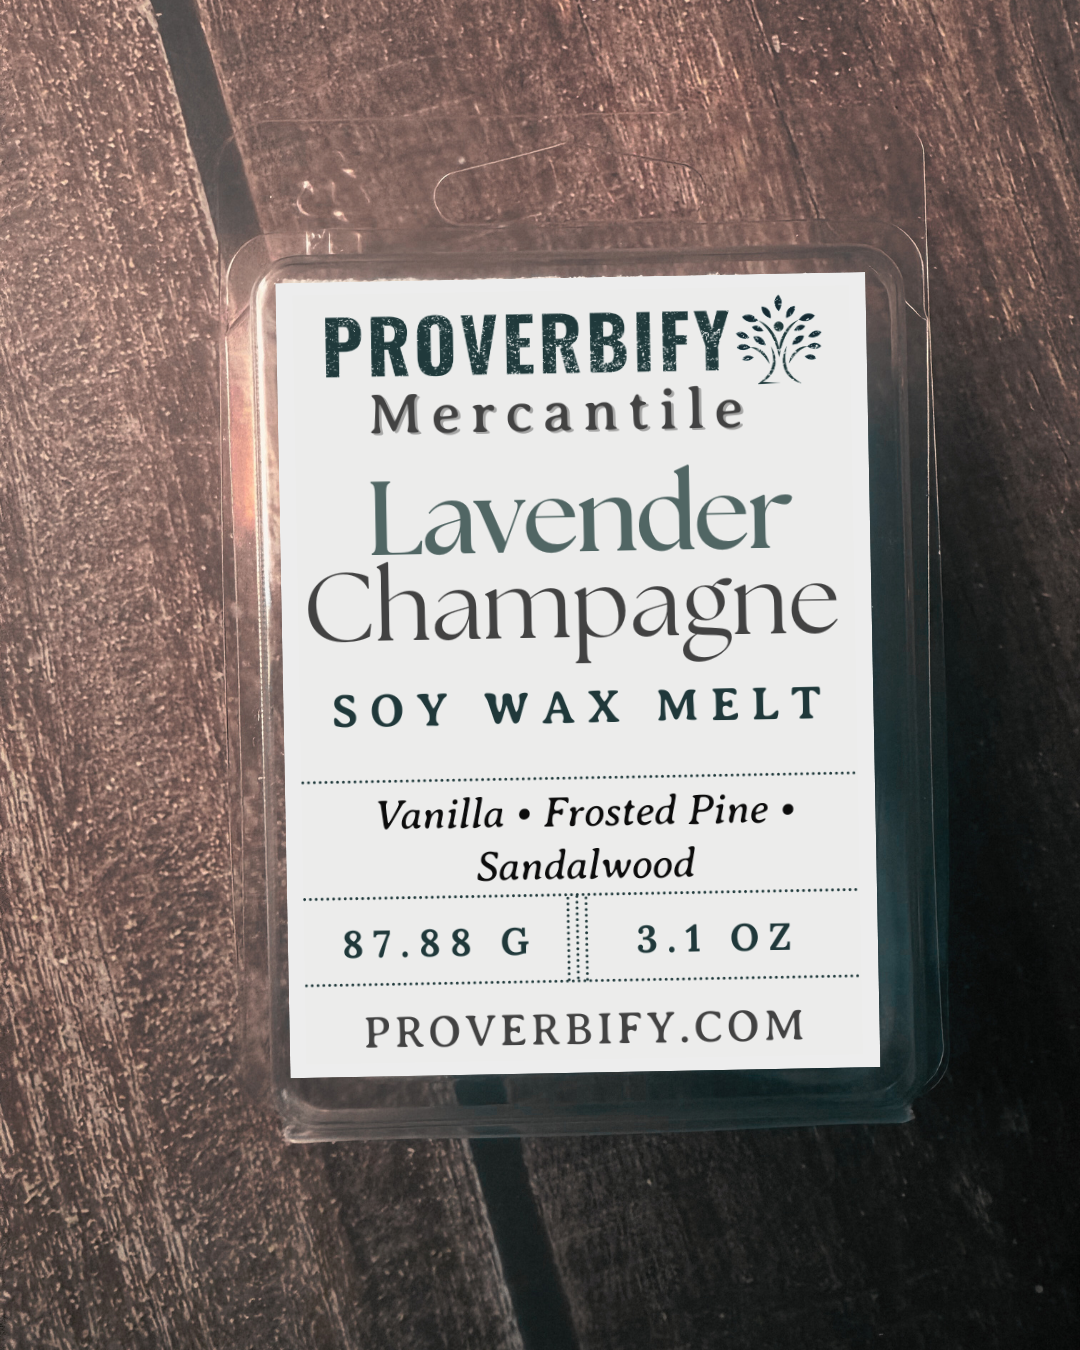 PROVERBIFY
Mercantile
Lavender
Champagne
SOY WAX MELT
Vanilla • Frosted Pine •
Sandalwood
87.88 G 3.1 OZ
PROVERBIFY.COM